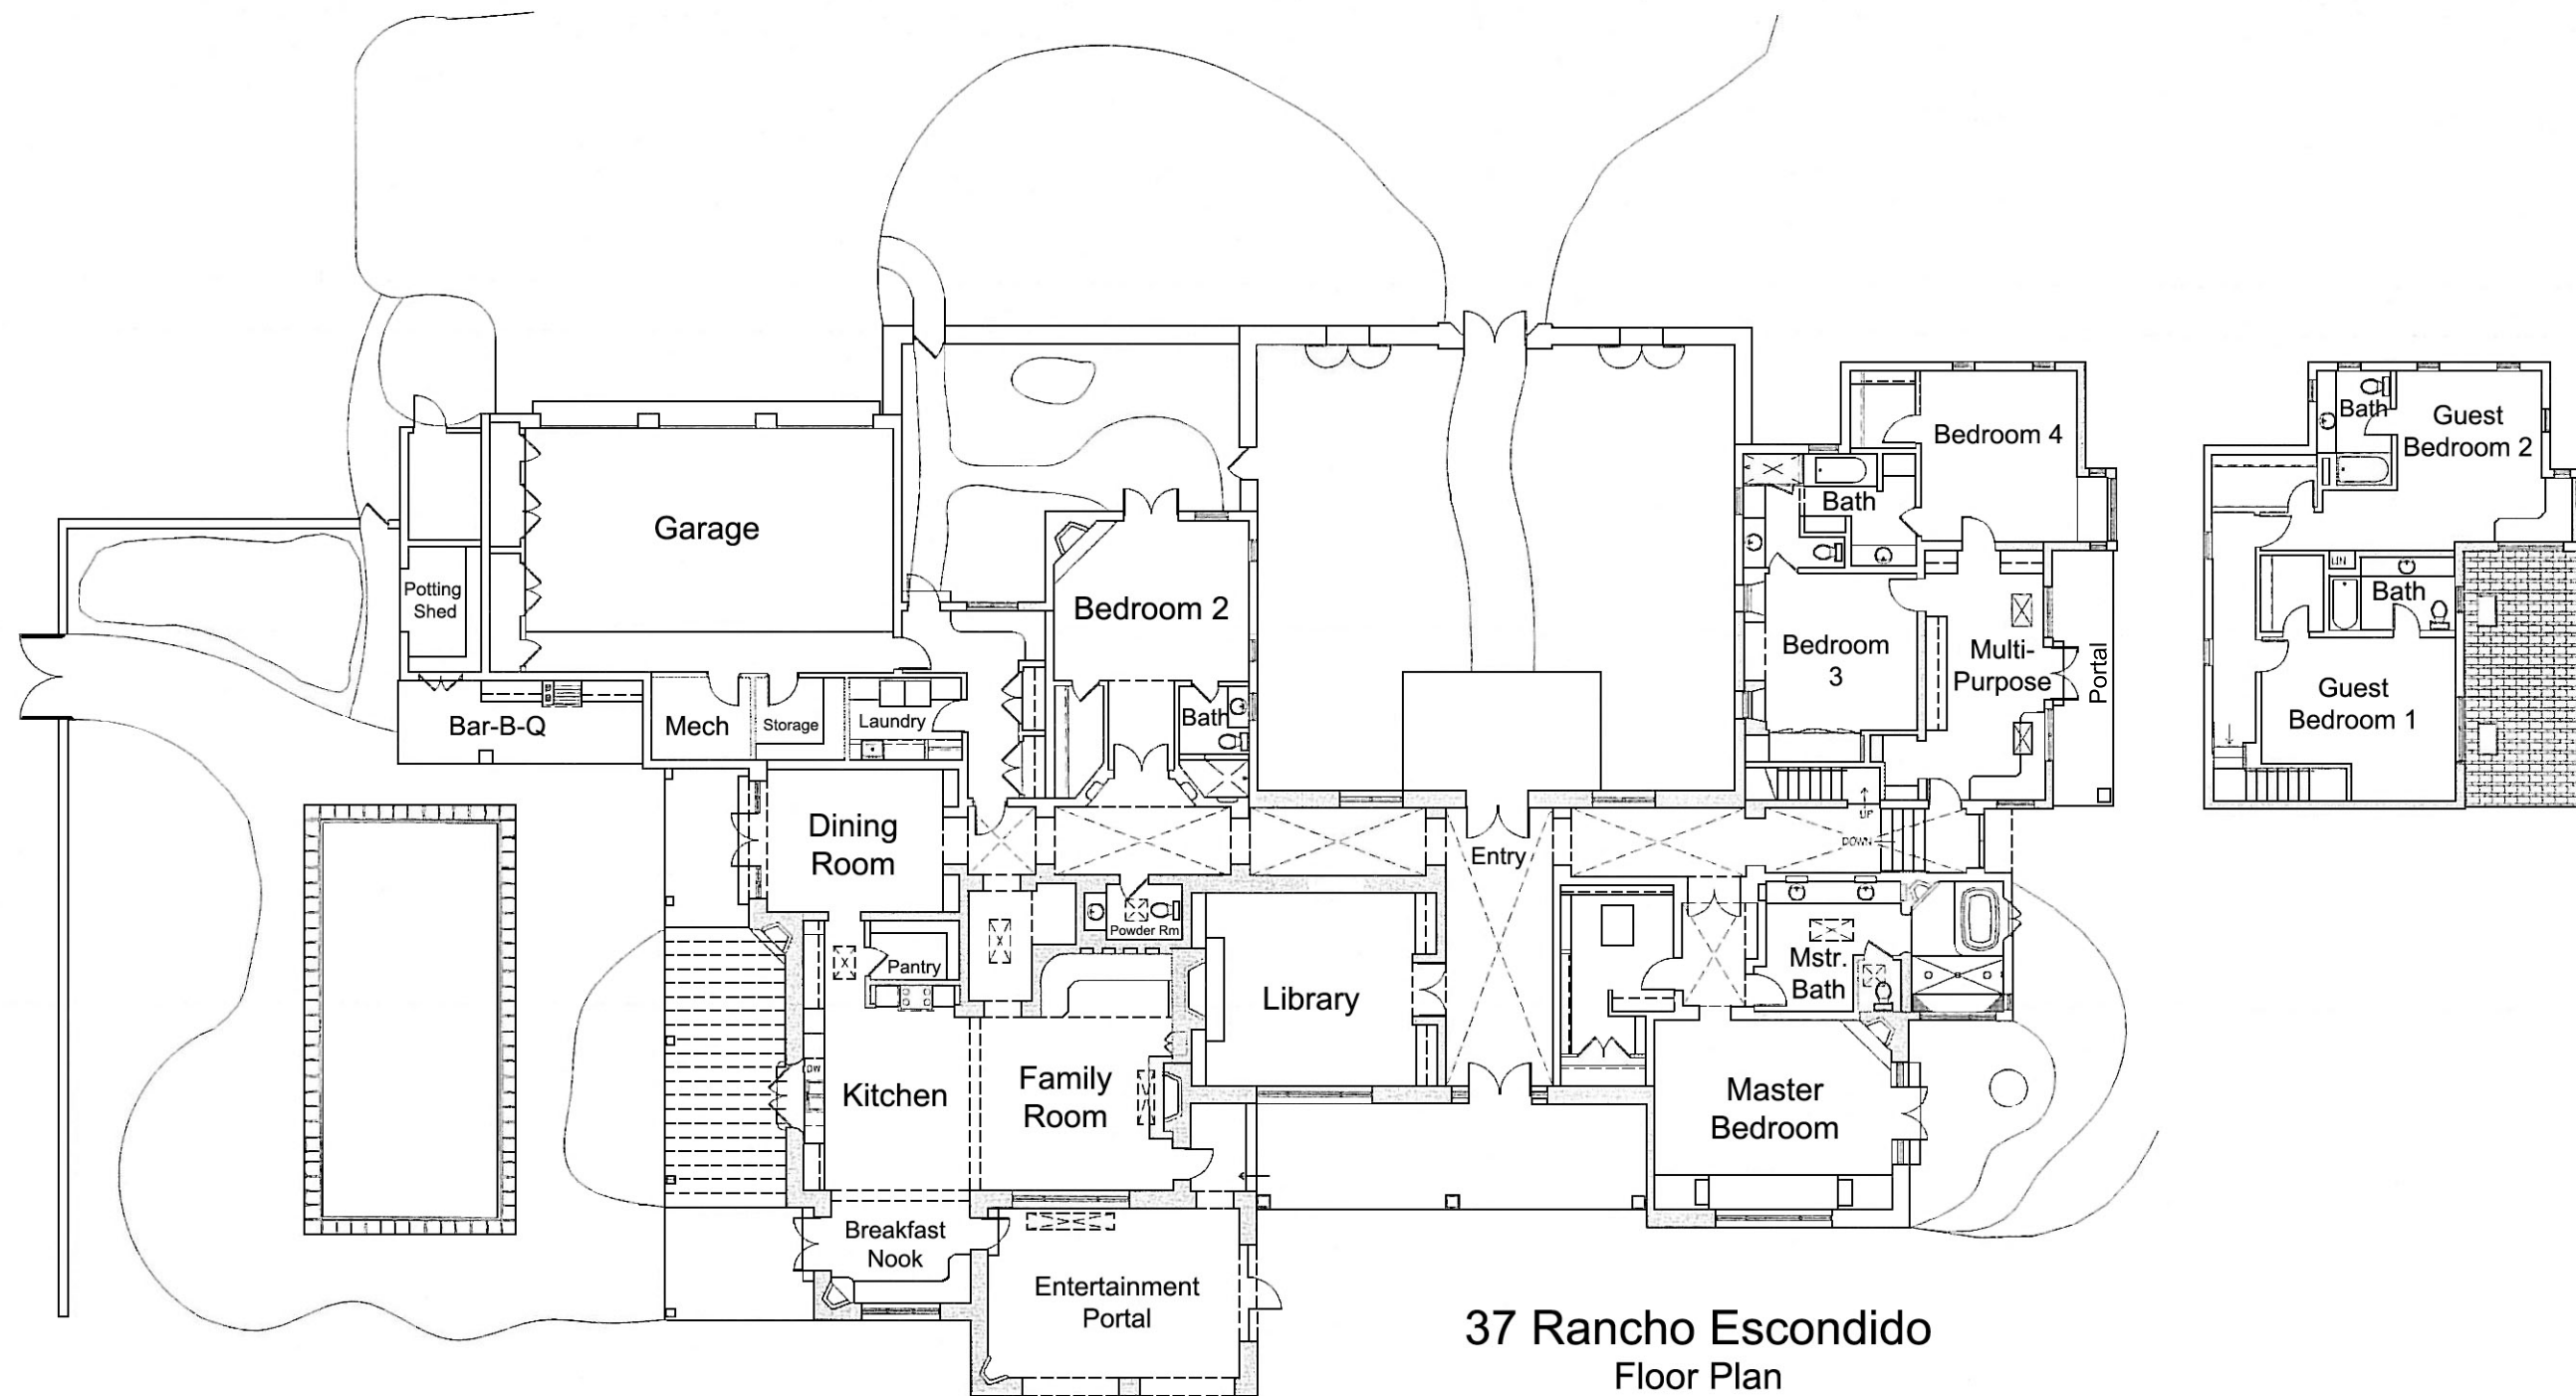 Bath
Guest
Bedroom 2
Bedroom 4
Bath
Garage
LIN
Bath
Potting
Shed
Bedroom 2
Bedroom
3
Multi-
Purpose
Portal
Guest
Bedroom 1
Bar-B-Q
Mech
Storage
Laundry
Bath
UP
DOWN
Dining
Room
Entry
Powder Rm
Pantry
Library
Mstr.
Bath
DW
Kitchen
Family
Room
Master
Bedroom
Breakfast
Nook
Entertainment
Portal
37 Rancho Escondido
Floor Plan